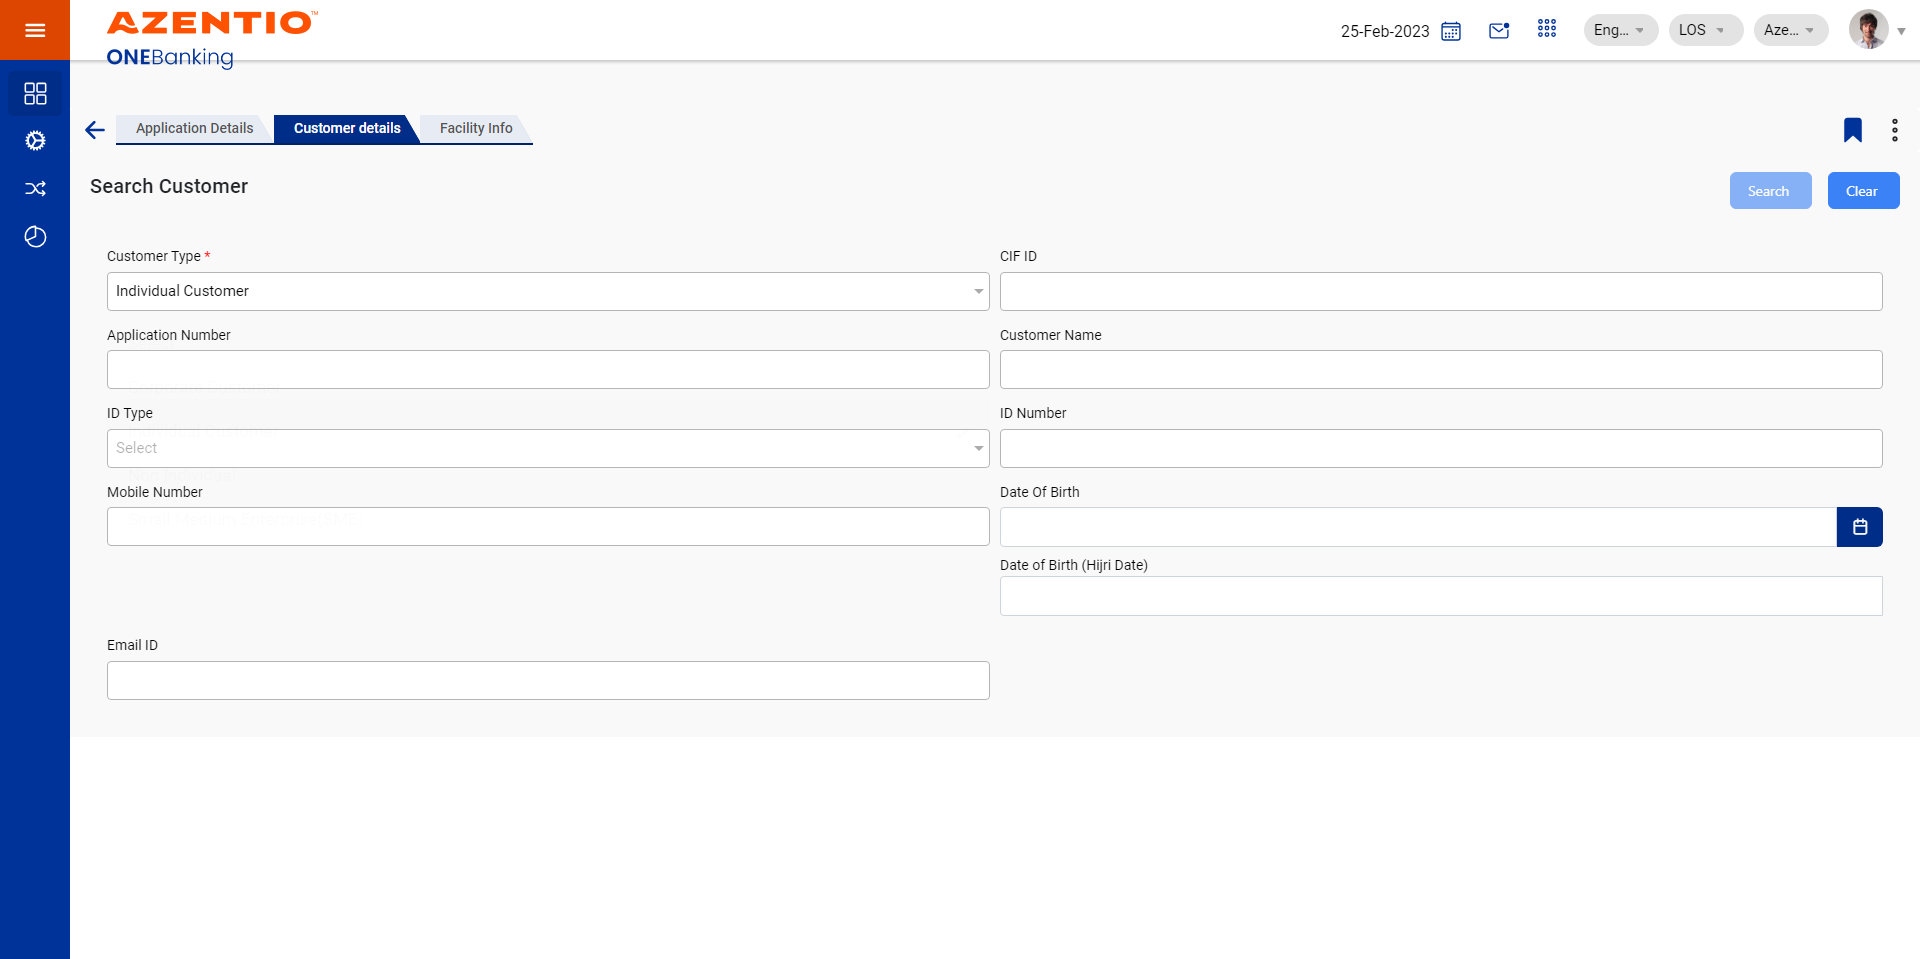 AZENTIO™
ONEBanking
25-Feb-2023
Eng...
LOS
Aze...
Application Details
Customer details
Facility Info
Search Customer
Search
Clear
Customer Type *
CIF ID
Individual Customer
Application Number
Customer Name
ID Type
ID Number
Select
Mobile Number
Date Of Birth
Date of Birth (Hijri Date)
Email ID